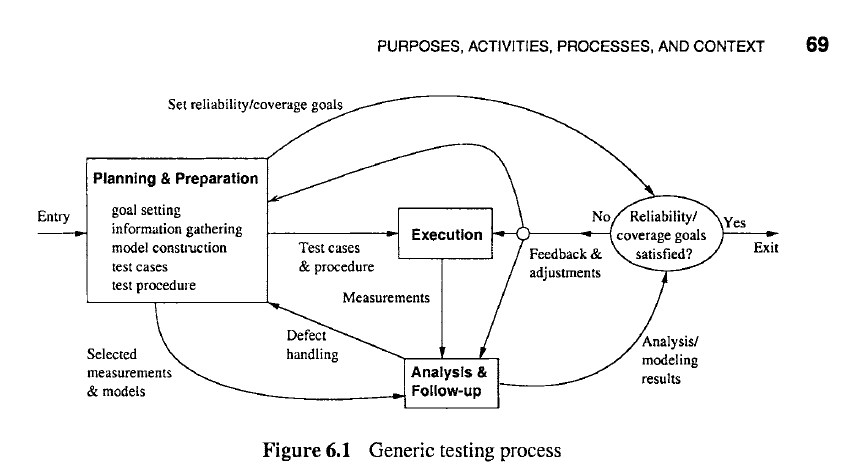 PURPOSES, ACTIVITIES, PROCESSES, AND CONTEXT 69
Set reliability/coverage goals
Planning & Preparation
goal setting
information gathering
model construction
test cases
test procedure
Entry
Test cases
& procedure
Execution
Feedback &
adjustments
No
Reliability/
coverage goals
satisfied?
Yes
Exit
Measurements
Defect
handling
Selected
measurements
& models
Analysis &
Follow-up
Analysis/
modeling
results
Figure 6.1 Generic testing process